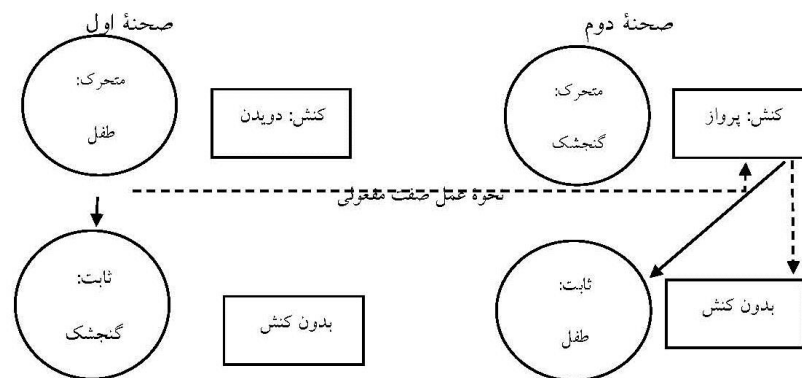 صحنهٔ اول
صحنهٔ دوم
متحرک:
طفل
کنش: دویدن
متحرک:
گنجشک
کنش: پرواز
نحوهٔ عمل صفت مفعولی
ثابت:
گنجشک
بدون کنش
ثابت:
طفل
بدون کنش